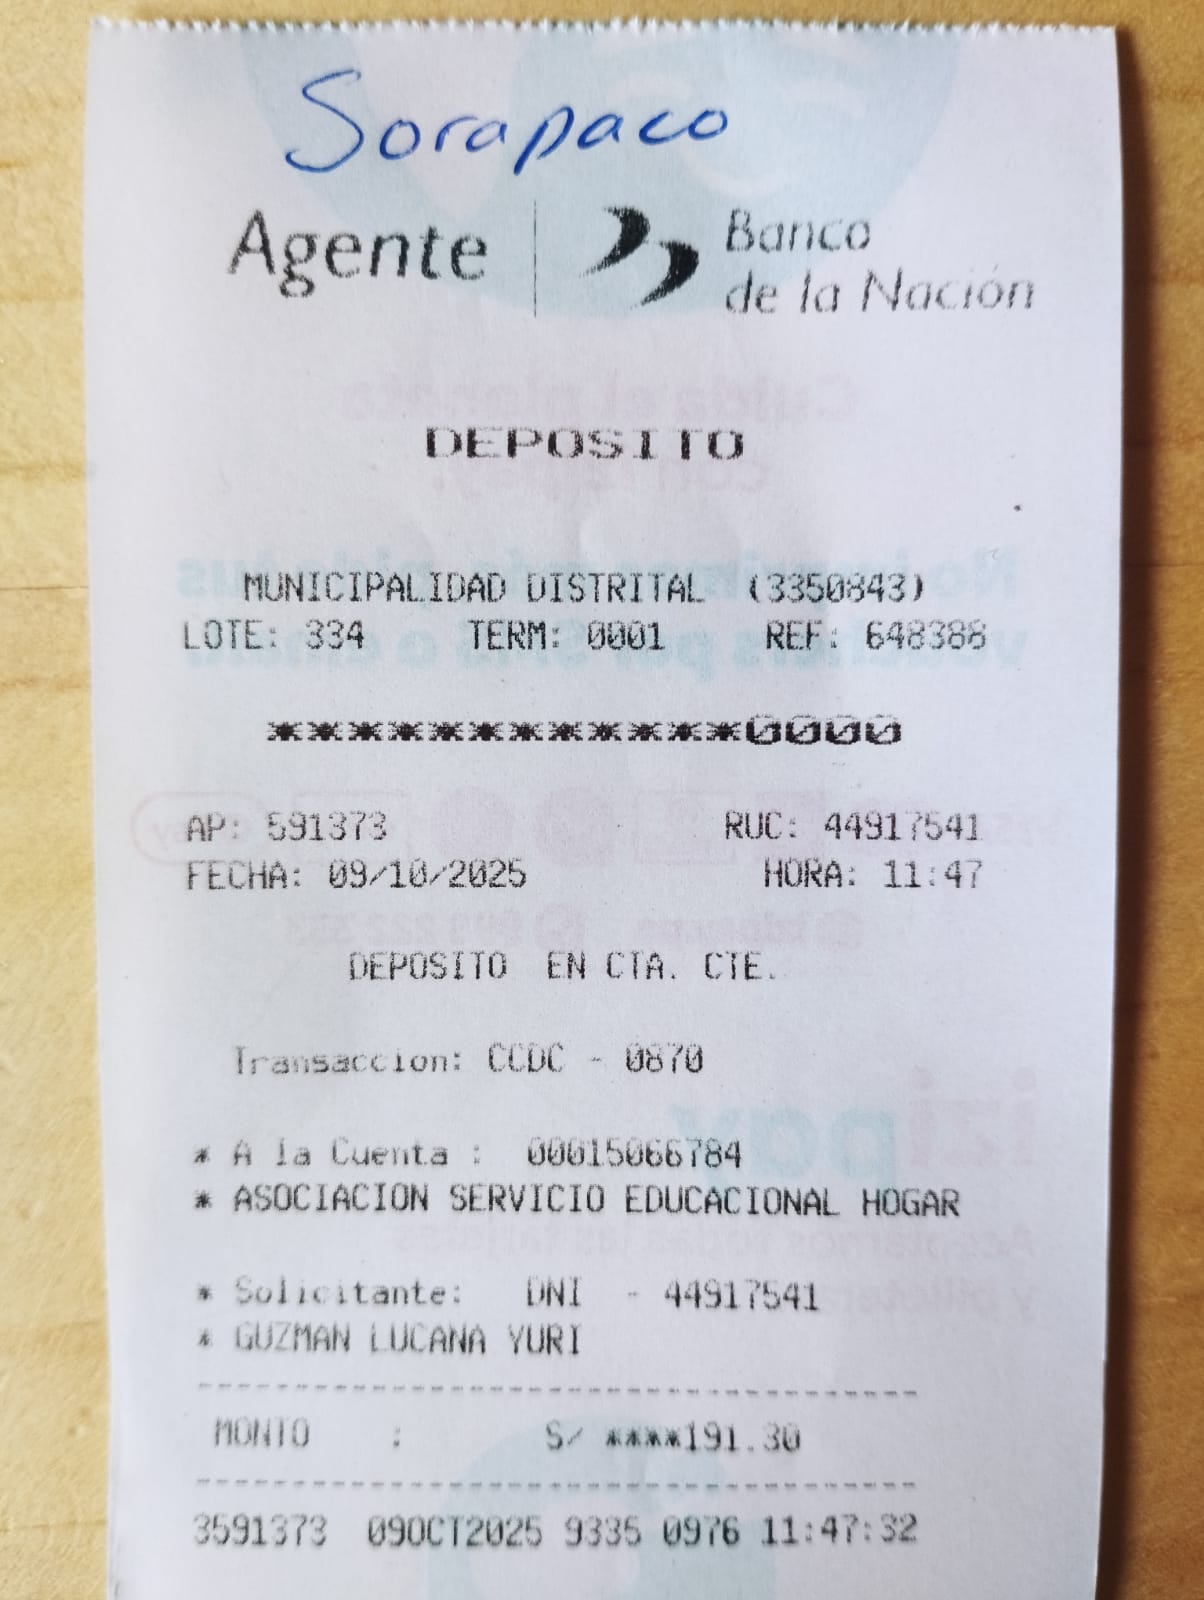 Sorapaco
Agente | Banco de la Nación
DEPOSITO
MUNICIPALIDAD DISTRITAL (3350843)
LOTE: 334 TERM: 0001 REF: 648388
*************0000
AP: 591373 RUC: 44917541
FECHA: 09/10/2025 HORA: 11:47
DEPOSITO EN CTA. CTE.
Transaccion: CCDC - 0870
* A la Cuenta : 00015066784
* ASOCIACION SERVICIO EDUCACIONAL HOGAR
* Solicitante: DNI - 44917541
* GUZMAN LUCANA YURI
MONTO : S/ ****191.30
3591373 09OCT2025 9335 0976 11:47:32